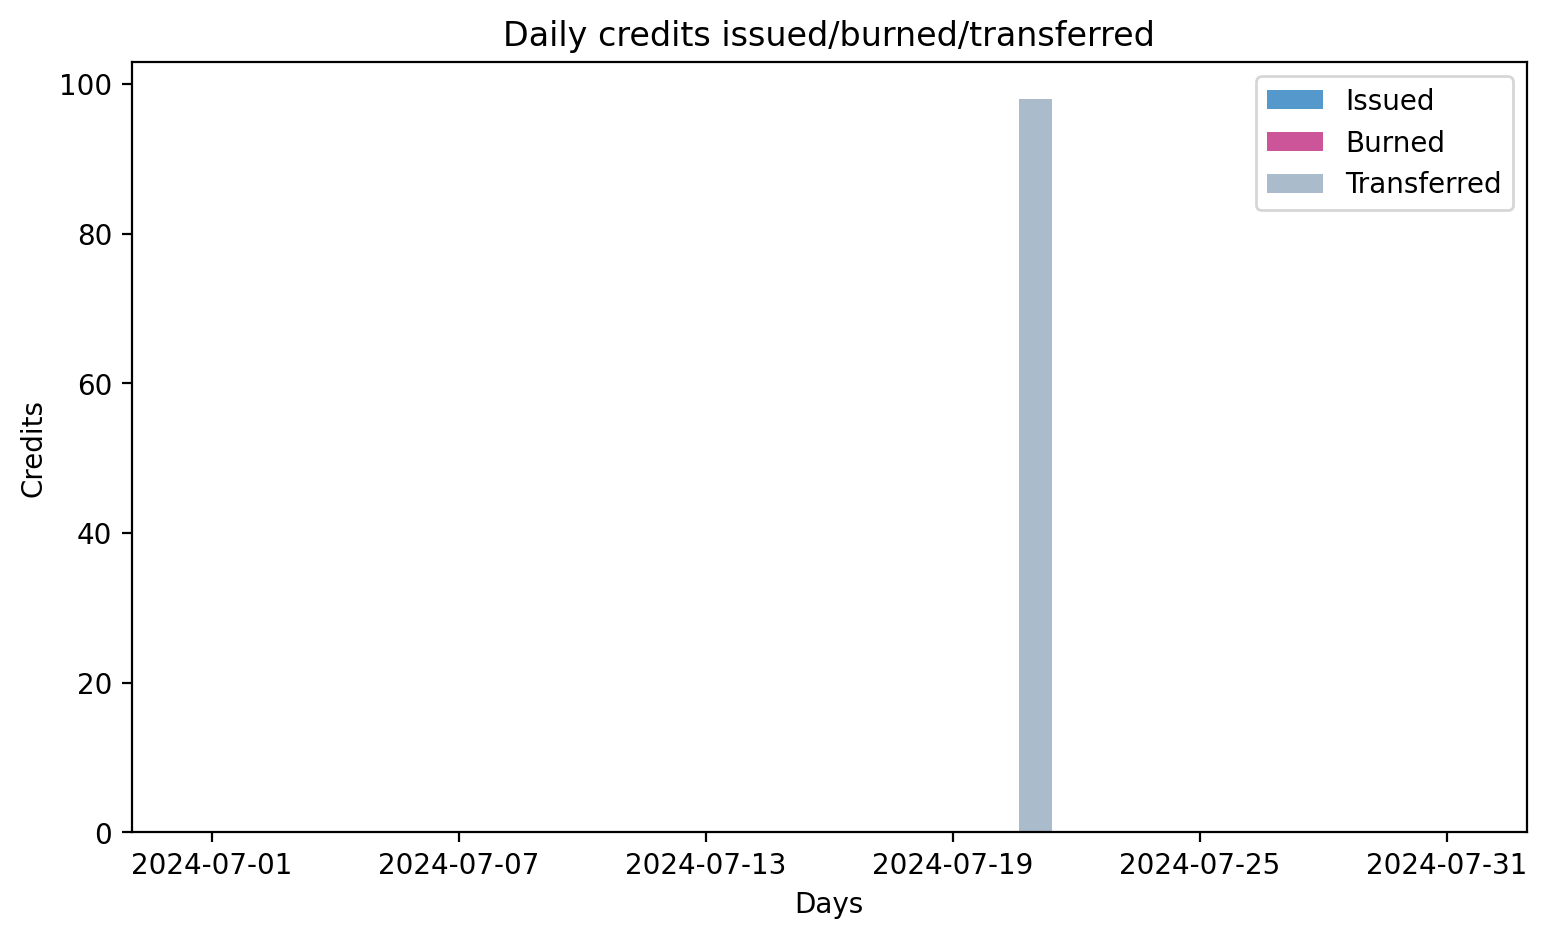 Daily credits issued/burned/transferred
Issued
Burned
Transferred
Credits
100
80
60
40
20
0
2024-07-01 2024-07-07 2024-07-13 2024-07-19 2024-07-25 2024-07-31
Days